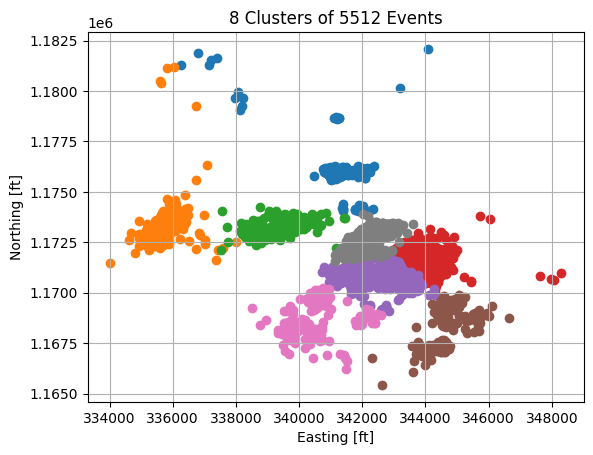 8 Clusters of 5512 Events
1e6
1.1825
1.1800
1.1775
1.1750
1.1725
1.1700
1.1675
1.1650
Northing [ft]
334000 336000 338000 340000 342000 344000 346000 348000
Easting [ft]